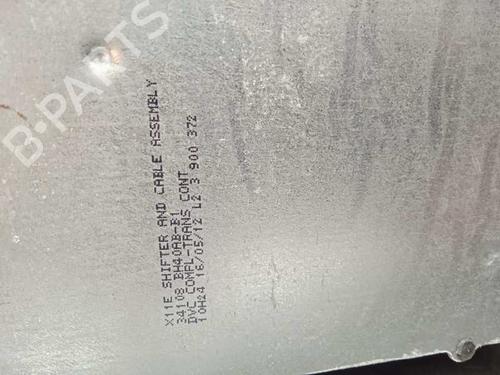 B-PARTS
X11E SHIFTER AND CABLE ASSEMBLY
34108 BH40AB-B1
DVC COMPL-TRANS CONT
10H24 16/05/12 L2 3 900 372